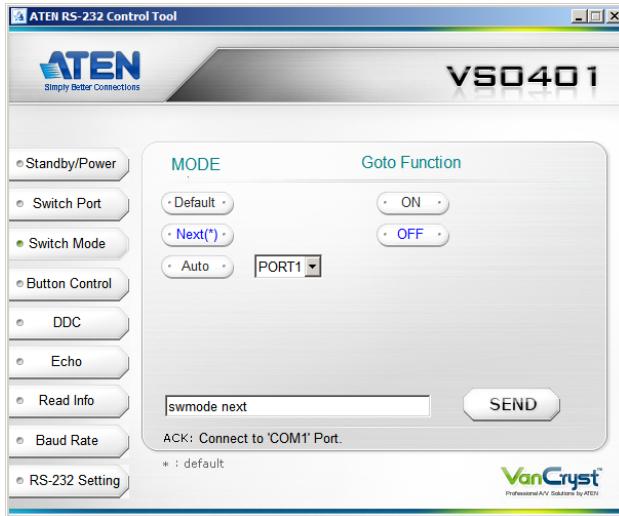 ATEN RS-232 Control Tool
ATEN
Simply Better Connections
VS0401
Standby/Power
Switch Port
Switch Mode
Button Control
DDC
Echo
Read Info
Baud Rate
RS-232 Setting
MODE
Goto Function
Default
ON
Next(*)
OFF
Auto
PORT1
swmode next
SEND
ACK: Connect to 'COM1' Port.
* : default
VanCryst™
Professional A/V Solutions by ATEN